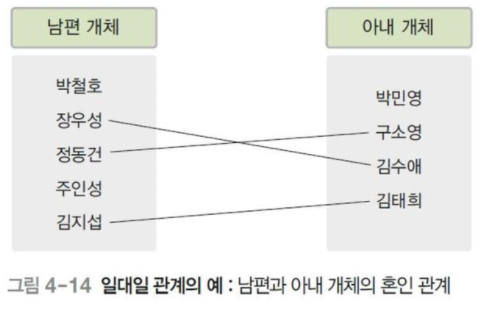 남편 개체
아내 개체
박철호
장우성
정동건
주인성
김지섭
박민영
구소영
김수애
김태희
그림 4-14 일대일 관계의 예 : 남편과 아내 개체의 혼인 관계